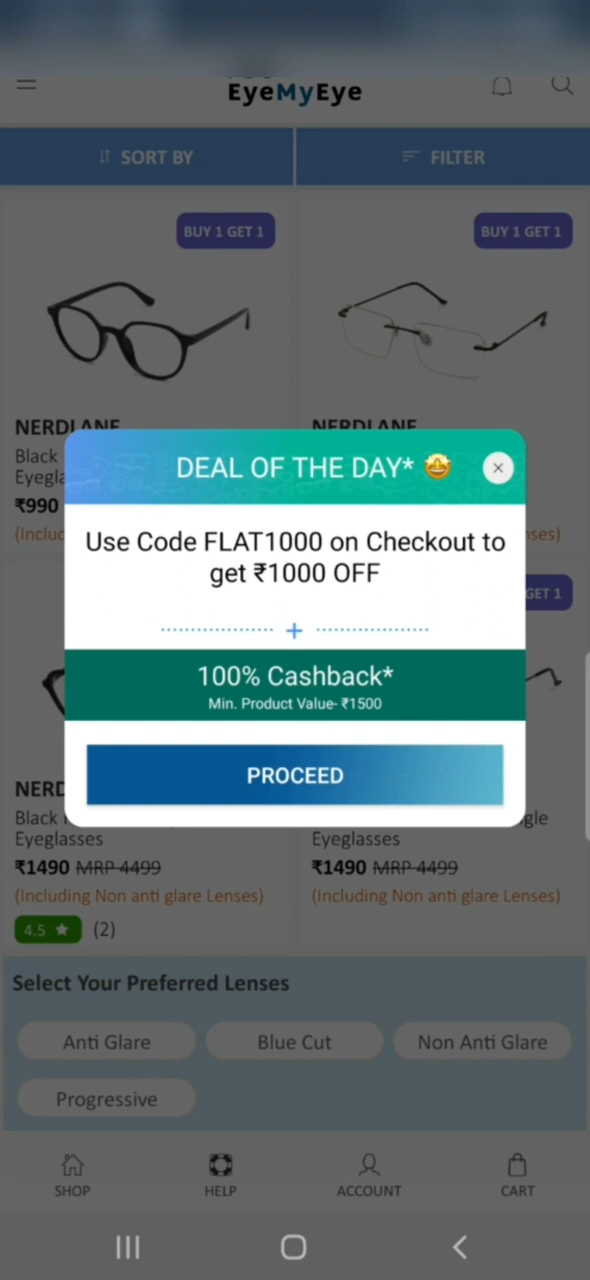 EyeMyEye
SORT BY
FILTER
BUY 1 GET 1
BUY 1 GET 1
NERDLANE
NERDLANE
Black
Eyegla
₹990
(Includ
nses)
DEAL OF THE DAY*
Use Code FLAT1000 on Checkout to
get ₹1000 OFF
+
100% Cashback*
Min. Product Value- ₹1500
PROCEED
GET 1
NERD
Black
gle
Eyeglasses
Eyeglasses
₹1490 MRP 4499
₹1490 MRP 4499
(Including Non anti glare Lenses)
(Including Non anti glare Lenses)
4.5 ★ (2)
Select Your Preferred Lenses
Anti Glare
Blue Cut
Non Anti Glare
Progressive
SHOP
HELP
ACCOUNT
CART